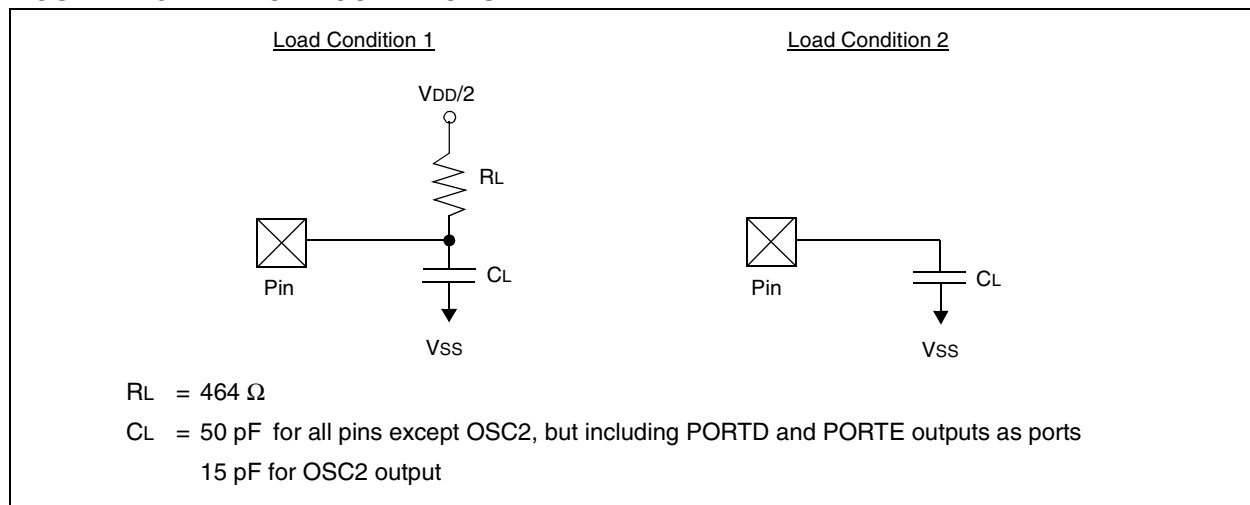 Load Condition 1
Load Condition 2
VDD/2
RL
CL
Pin
VSS
CL
Pin
VSS
RL = 464 Ω
CL = 50 pF for all pins except OSC2, but including PORTD and PORTE outputs as ports
15 pF for OSC2 output